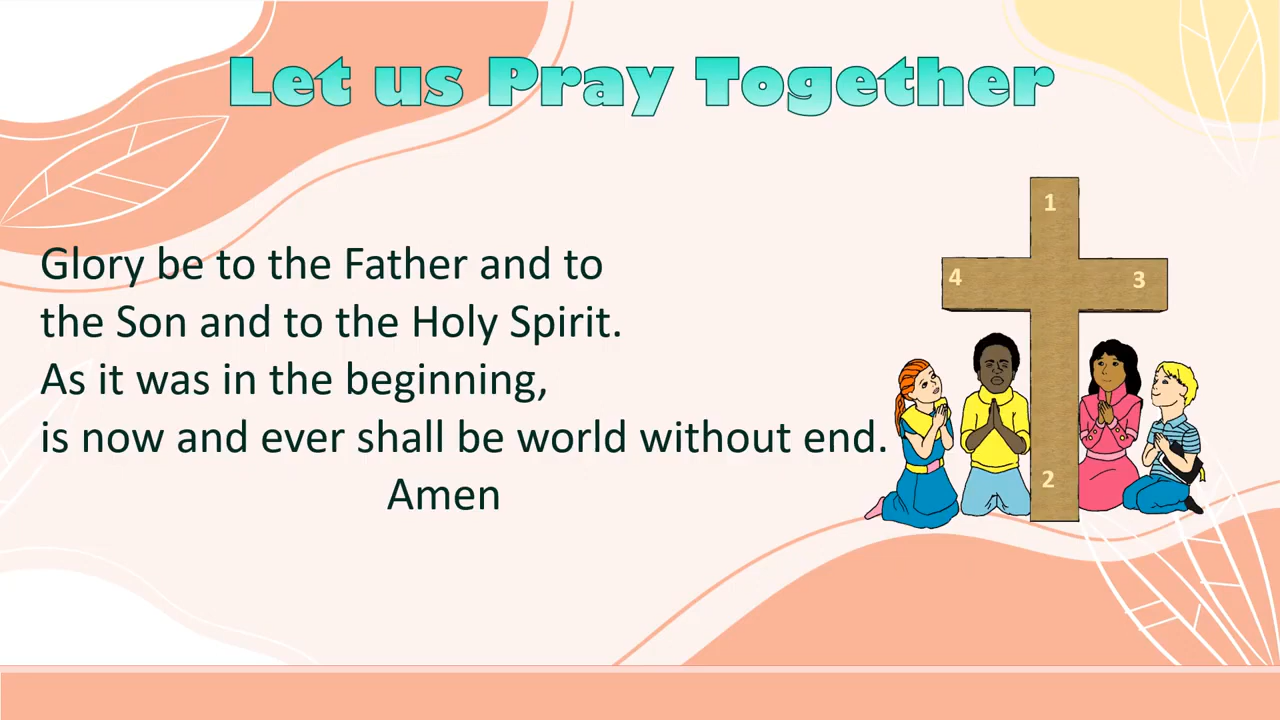 Let us Pray Together
Glory be to the Father and to
the Son and to the Holy Spirit.
As it was in the beginning,
is now and ever shall be world without end.
Amen
1
4
3
2